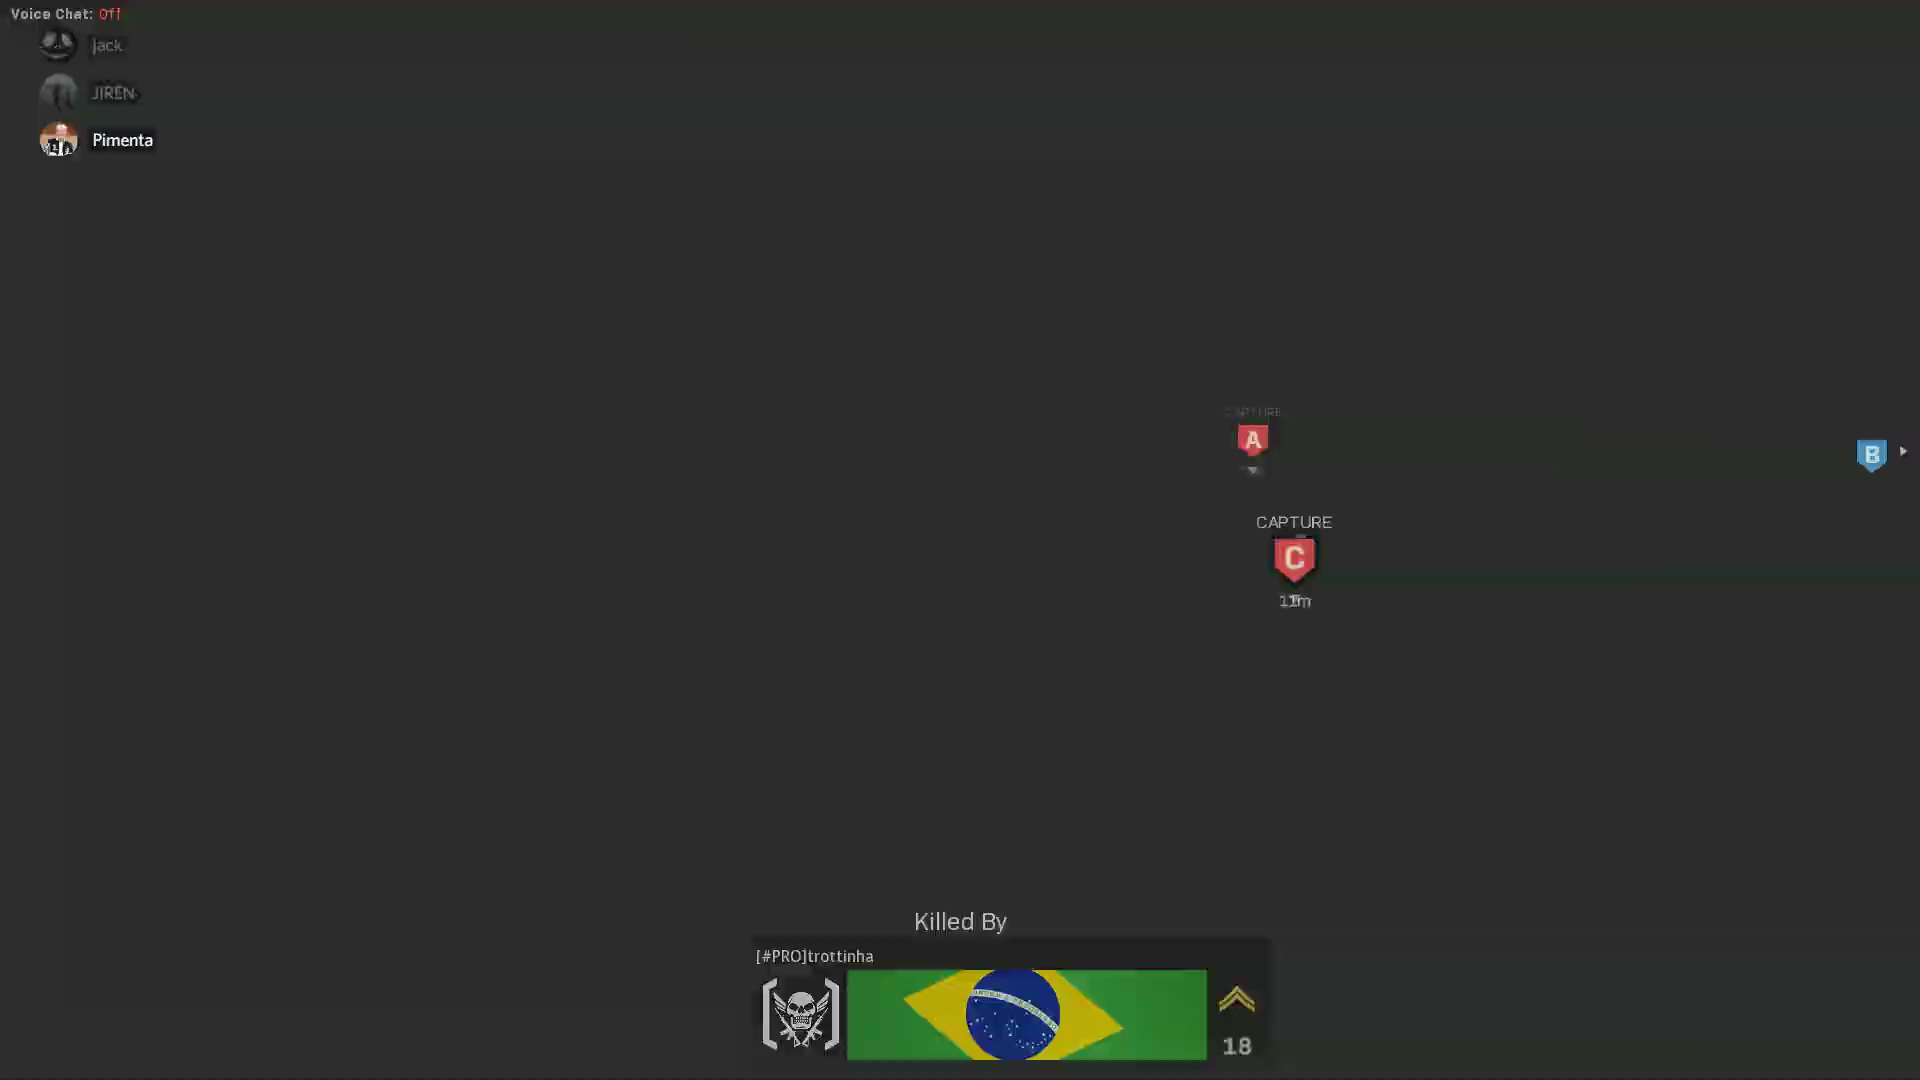 Voice Chat: Off
jack
JIREN
Pimenta
CAPTURE
A
B
CAPTURE
C
Killed By
[#PRO]trottinha
18